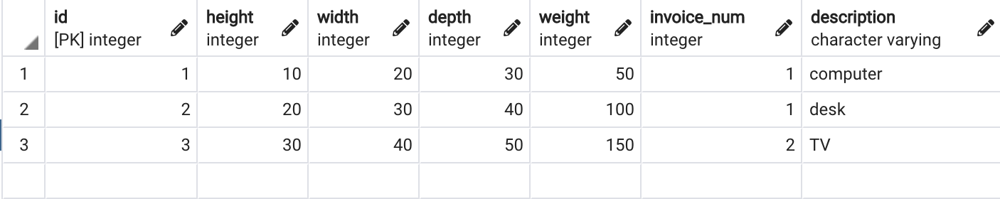 id height width depth weight invoice_num description
[PK] integer integer integer integer integer integer character varying
1 1 10 20 30 50 1 computer
2 2 20 30 40 100 1 desk
3 3 30 40 50 150 2 TV